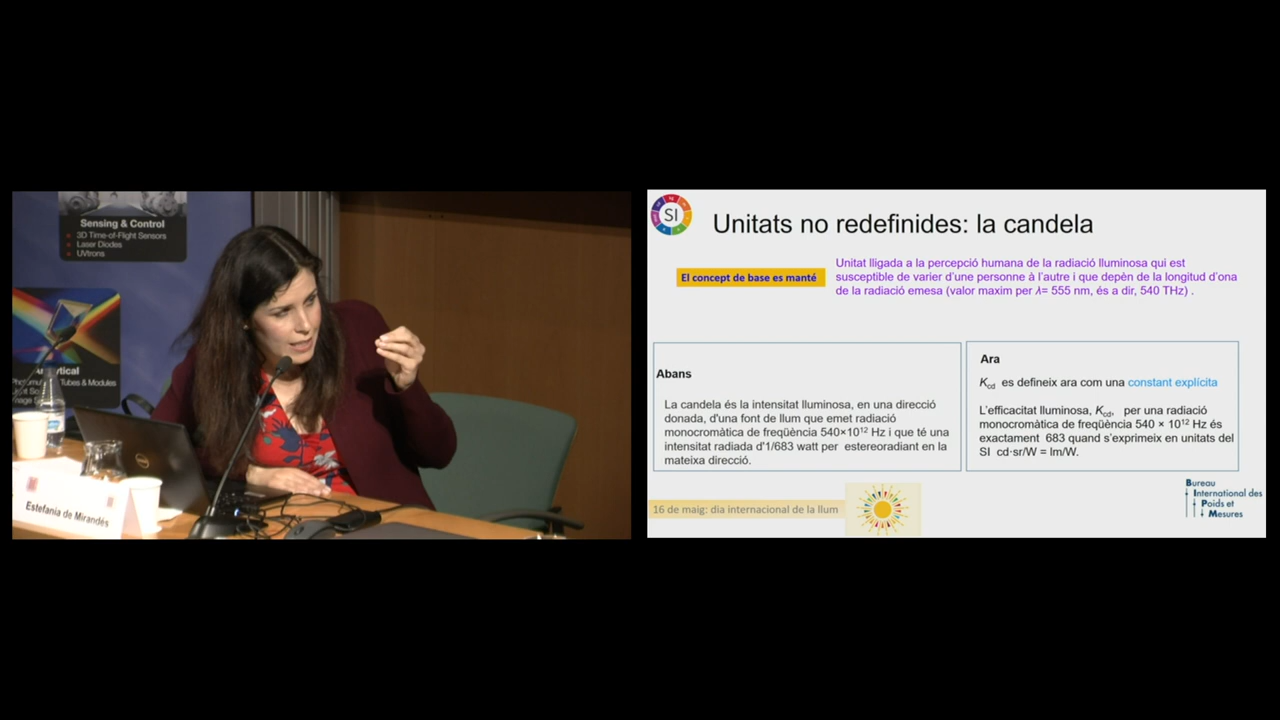 Sensing & Control
3D Time-of-Flight Sensors
Laser Diodes
UVtrons
Tubes & Modules
Estefania de Mirandés
SI
Unitats no redefinides: la candela
El concept de base es manté
Unitat lligada a la percepció humana de la radiació lluminosa qui est
susceptible de varier d'une personne à l'autre i que depèn de la longitud d'ona
de la radiació emesa (valor maxim per λ= 555 nm, és a dir, 540 THz) .
Abans
La candela és la intensitat lluminosa, en una direcció
donada, d'una font de llum que emet radiació
monocromàtica de freqüència 540×10¹² Hz i que té una
intensitat radiada d'1/683 watt per estereoradiant en la
mateixa direcció.
Ara
Kcd es defineix ara com una constant explícita
L'efficacitat lluminosa, Kcd, per una radiació
monocromàtica de freqüència 540 × 10¹² Hz és
exactament 683 quand s'exprimeix en unitats del
SI cd·sr/W = lm/W.
16 de maig: dia internacional de la llum
Bureau
International des
Poids et
Mesures